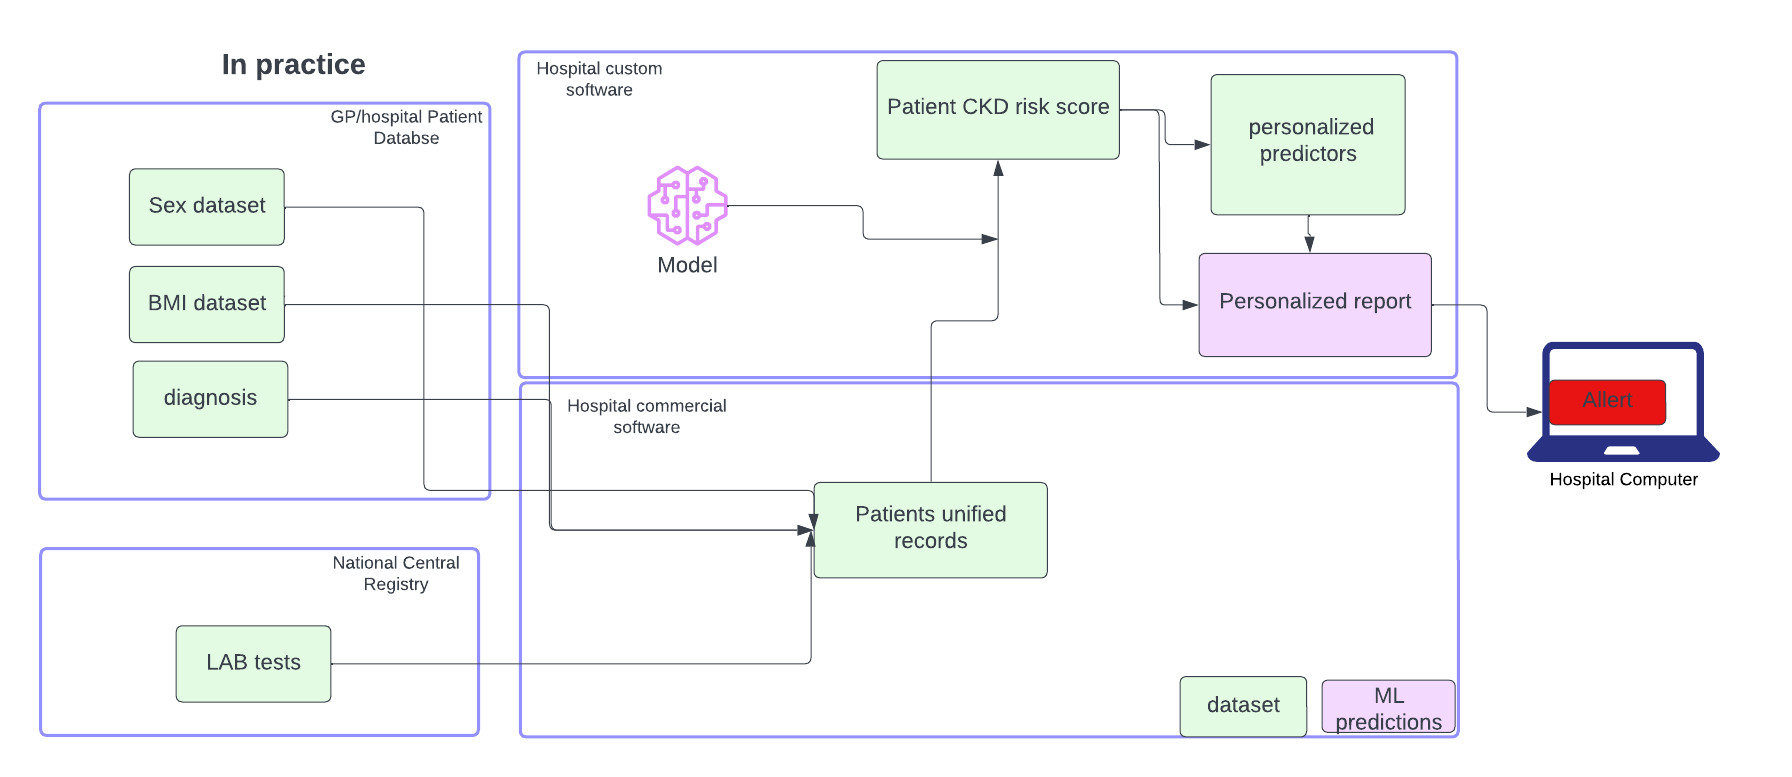 In practice
GP/hospital Patient
Databse
Sex dataset
BMI dataset
diagnosis
National Central
Registry
LAB tests
Hospital custom
software
Model
Patient CKD risk score
personalized
predictors
Personalized report
Hospital commercial
software
Patients unified
records
dataset
ML
predictions
Allert
Hospital Computer